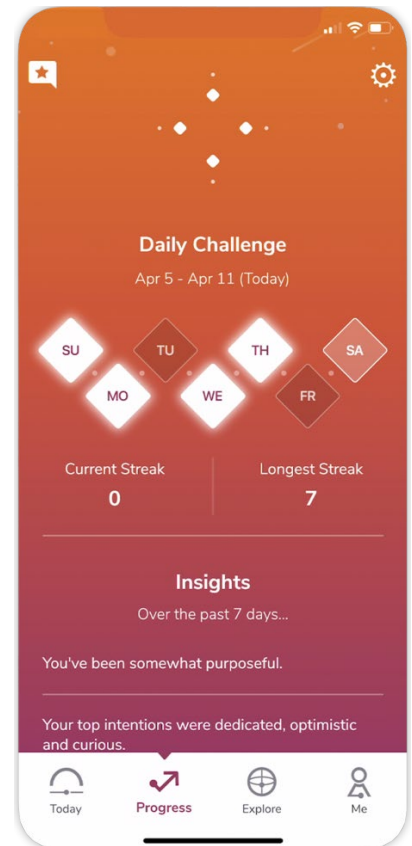 Daily Challenge
Apr 5 - Apr 11 (Today)
SU
TU
TH
SA
MO
WE
FR
Current Streak
Longest Streak
0
7
Insights
Over the past 7 days...
You've been somewhat purposeful.
Your top intentions were dedicated, optimistic
and curious.
Today
Progress
Explore
Me